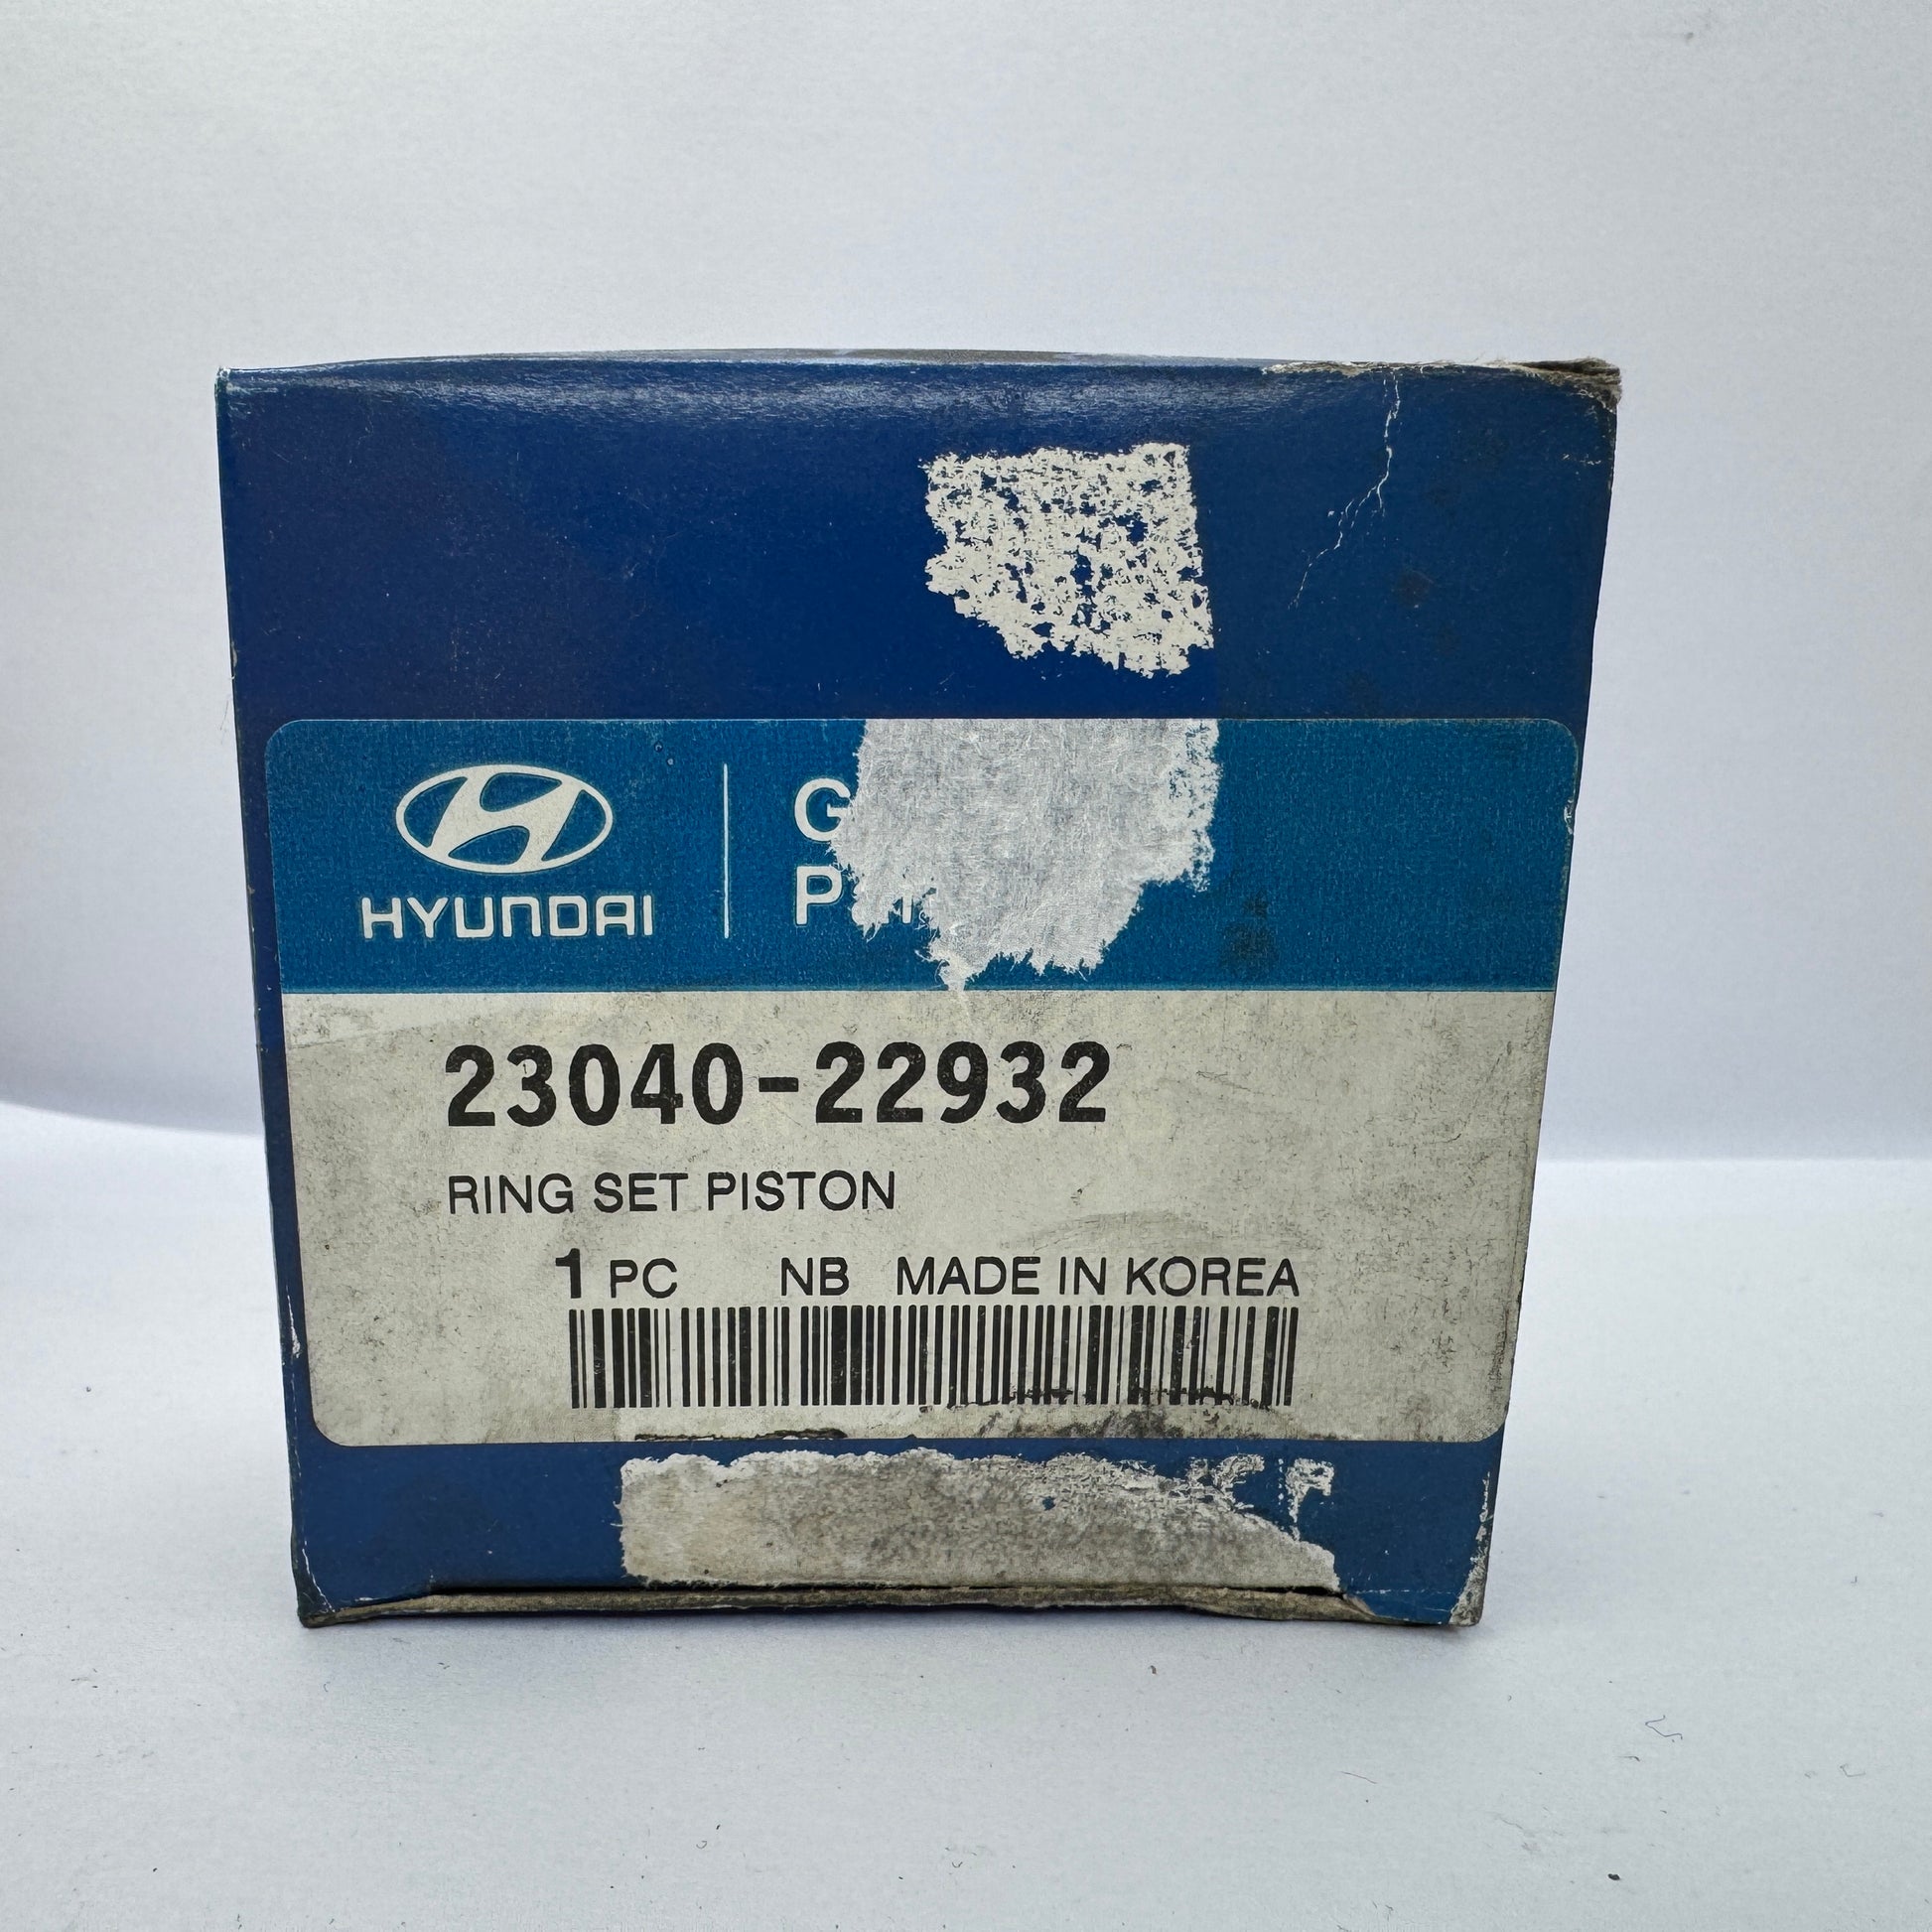 HYUNDAI
23040-22932
RING SET PISTON
1 PC NB MADE IN KOREA